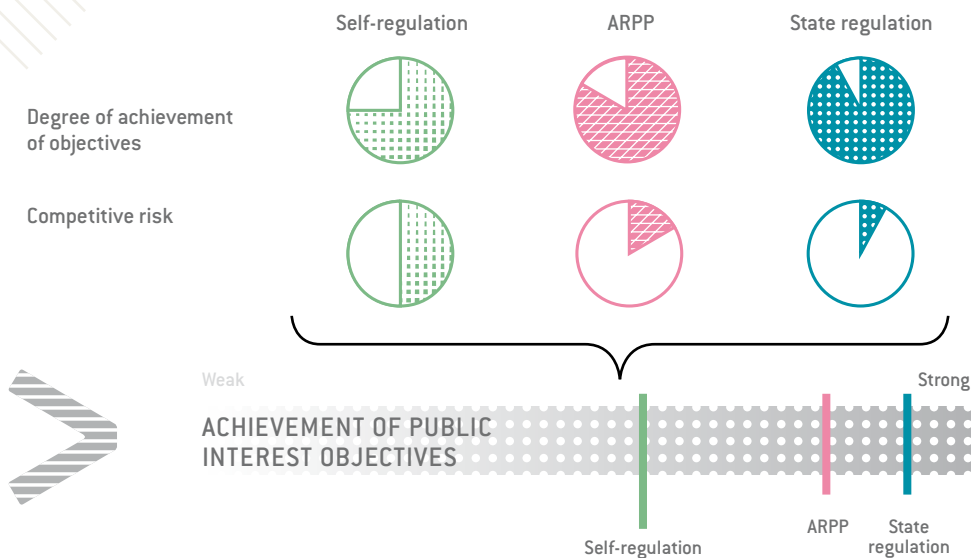 Self-regulation
ARPP
State regulation
Degree of achievement
of objectives
Competitive risk
Weak
Strong
ACHIEVEMENT OF PUBLIC
INTEREST OBJECTIVES
Self-regulation
ARPP
State
regulation